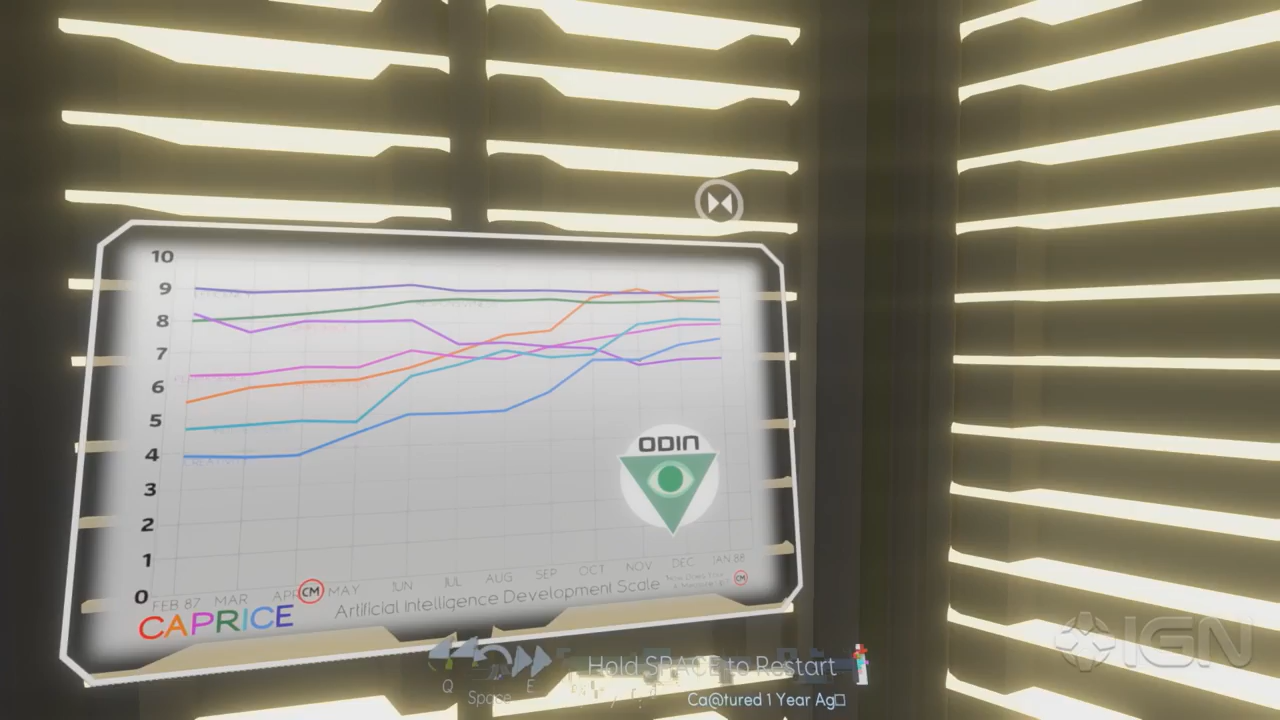 10
9
8
7
6
5
4
3
2
1
0
ODIN
FEB 87 MAR APR CM MAY JUN JUL AUG SEP OCT NOV DEC JAN 88
CAPRICE
Artificial Intelligence Development Scale
CM
Hold SPACE to Restart
Q Space E
Ca@tured 1 Year Ag□
IGN